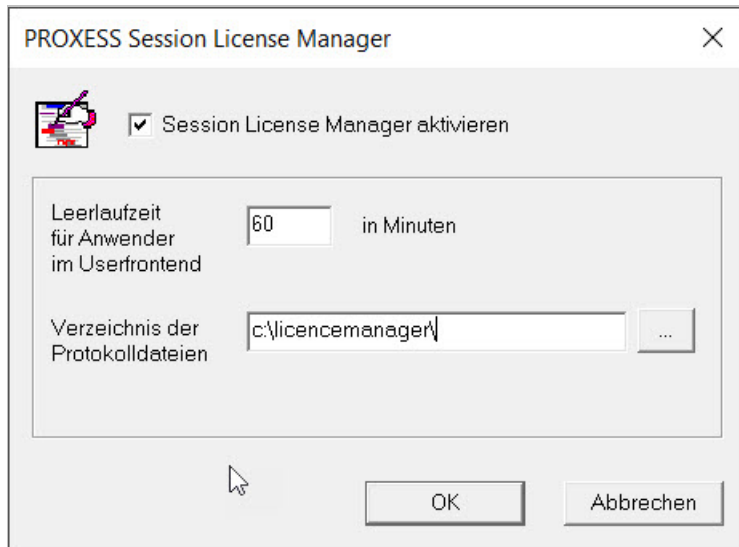 PROXESS Session License Manager
Session License Manager aktivieren
Leerlaufzeit
für Anwender
im Userfrontend
60
in Minuten
Verzeichnis der
Protokolldateien
c:\licencemanager\
...
OK
Abbrechen